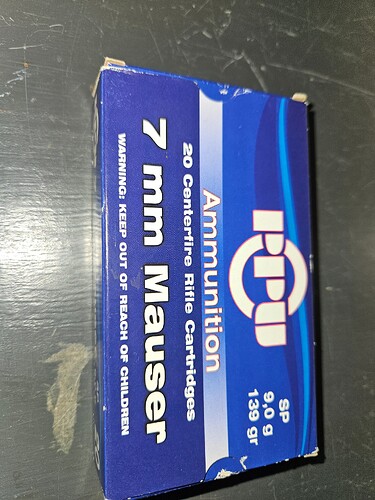 PPU
SP
9,0 g
139 gr
Ammunition
20 Centerfire Rifle Cartridges
7 mm Mauser
WARNING: KEEP OUT OF REACH OF CHILDREN